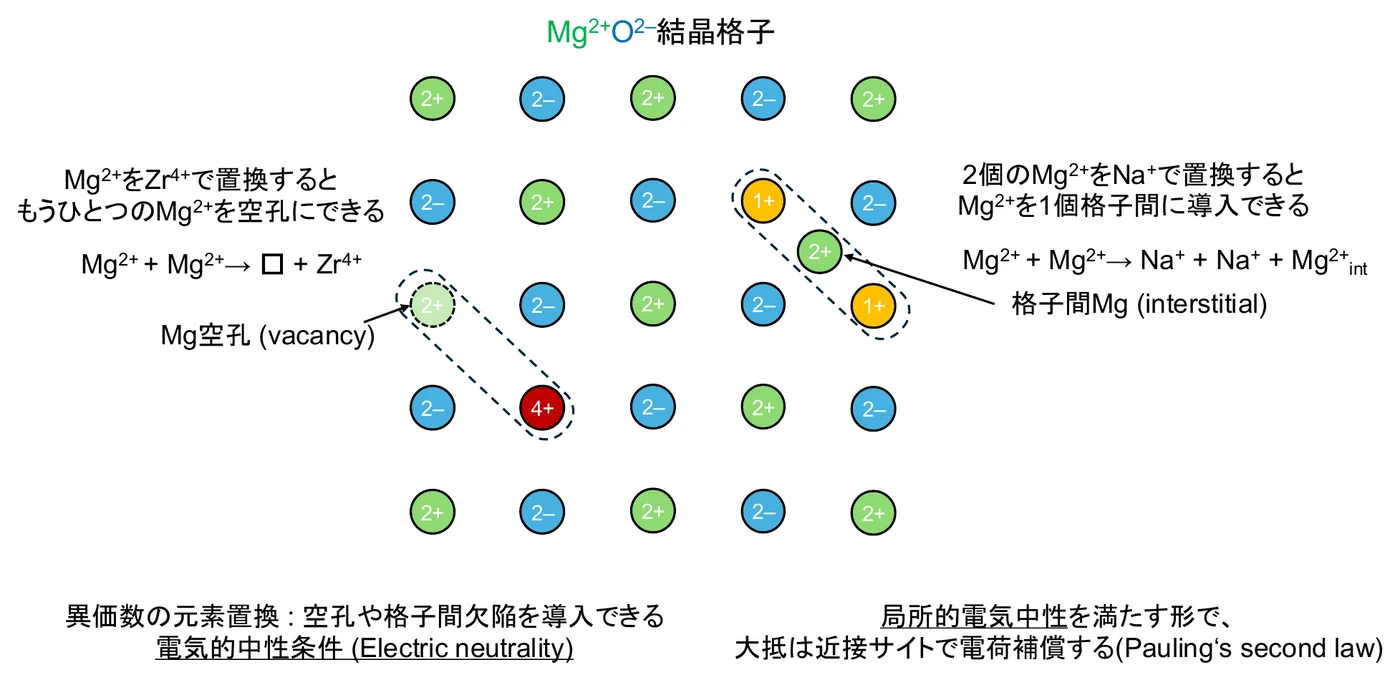 Mg²⁺O²⁻結晶格子
2+ 2– 2+ 2– 2+
Mg²⁺をZr⁴⁺で置換すると
もうひとつのMg²⁺を空孔にできる
Mg²⁺ + Mg²⁺→ □ + Zr⁴⁺
Mg空孔 (vacancy)
2– 2+ 2– 1+ 2–
2+
2+ 2– 2+ 2– 1+
2– 4+ 2– 2+ 2–
2+ 2– 2+ 2– 2+
2個のMg²⁺をNa⁺で置換すると
Mg²⁺を1個格子間に導入できる
Mg²⁺ + Mg²⁺→ Na⁺ + Na⁺ + Mg²⁺int
格子間Mg (interstitial)
異価数の元素置換 : 空孔や格子間欠陥を導入できる
電気的中性条件 (Electric neutrality)
局所的電気中性を満たす形で、
大抵は近接サイトで電荷補償する(Pauling‘s second law)